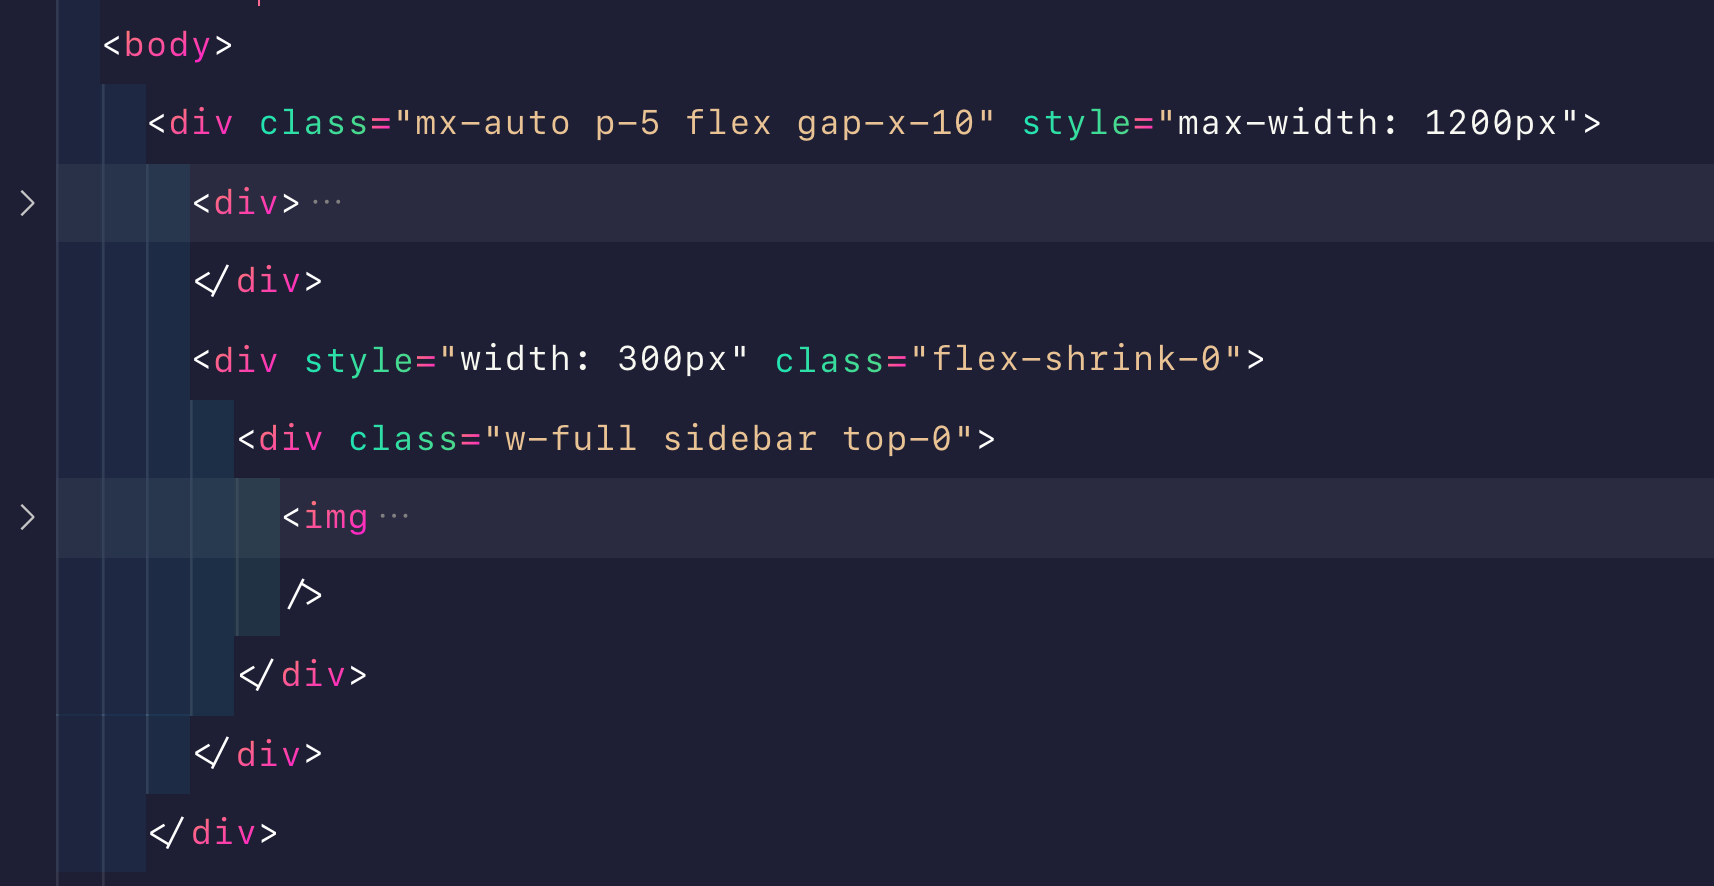 <body>
<div class="mx-auto p-5 flex gap-x-10" style="max-width: 1200px">
<div>···
</div>
<div style="width: 300px" class="flex-shrink-0">
<div class="w-full sidebar top-0">
<img···
/>
</div>
</div>
</div>